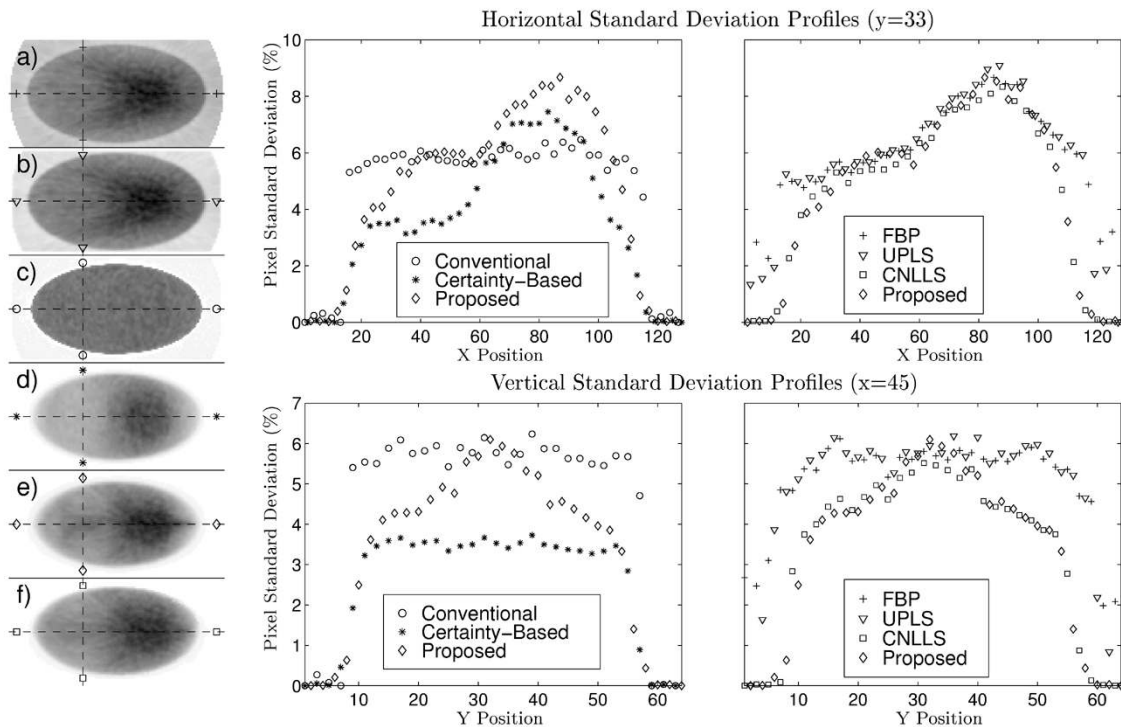 Horizontal Standard Deviation Profiles (y=33)
a)
b)
c)
d)
e)
f)
Pixel Standard Deviation (%)
10
8
6
4
2
0
Conventional
Certainty-Based
Proposed
20 40 60 80 100 120
X Position
FBP
UPLS
CNLLS
Proposed
20 40 60 80 100 120
X Position
Vertical Standard Deviation Profiles (x=45)
Pixel Standard Deviation (%)
7
6
5
4
3
2
1
0
Conventional
Certainty-Based
Proposed
10 20 30 40 50 60
Y Position
FBP
UPLS
CNLLS
Proposed
10 20 30 40 50 60
Y Position